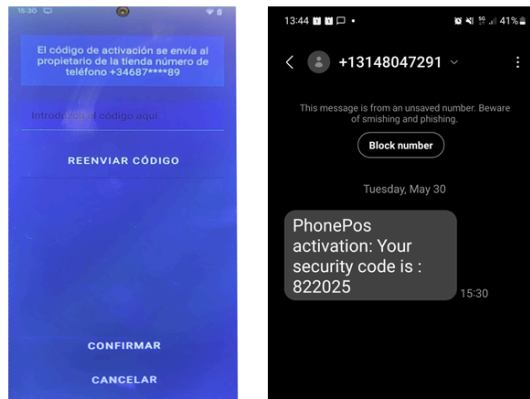 15:30
El código de activación se envía al
propietario de la tienda número de
teléfono +34687****89
Introduzca el código aquí
REENVIAR CÓDIGO
CONFIRMAR
CANCELAR
13:44
41%
+13148047291
This message is from an unsaved number. Beware
of smishing and phishing.
Block number
Tuesday, May 30
PhonePos
activation: Your
security code is :
822025
15:30